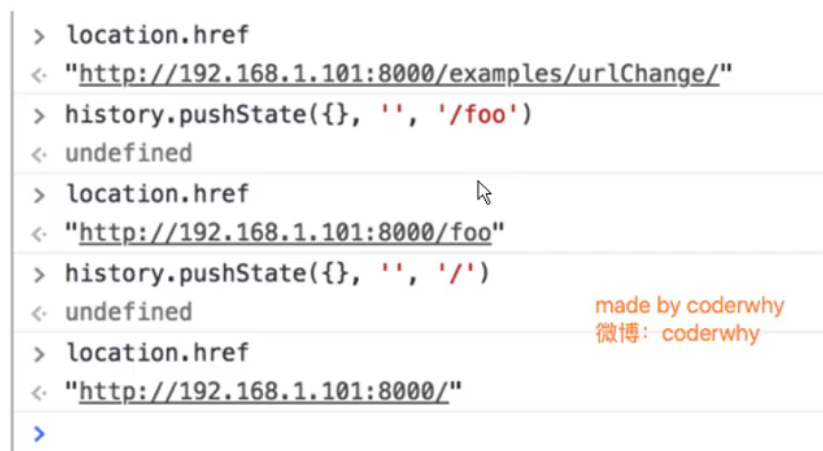 > location.href
<· "http://192.168.1.101:8000/examples/urlChange/"
> history.pushState({}, '', '/foo')
<· undefined
> location.href
<· "http://192.168.1.101:8000/foo"
> history.pushState({}, '', '/')
<· undefined
> location.href
<· "http://192.168.1.101:8000/"
>
made by coderwhy
微博：coderwhy